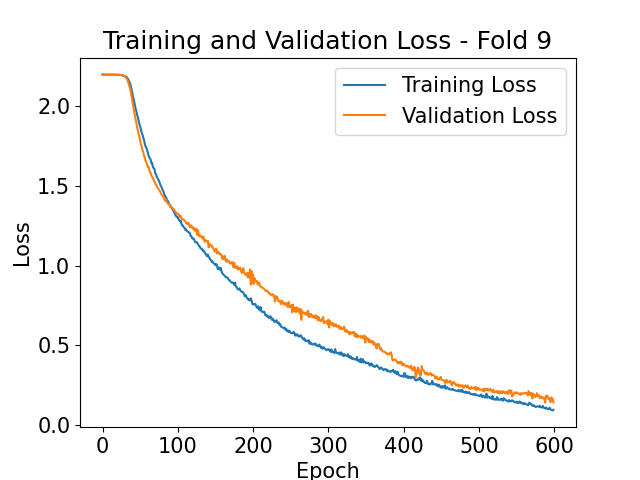 Training and Validation Loss - Fold 9
Training Loss
Validation Loss
Loss
2.0
1.5
1.0
0.5
0.0
0 100 200 300 400 500 600
Epoch